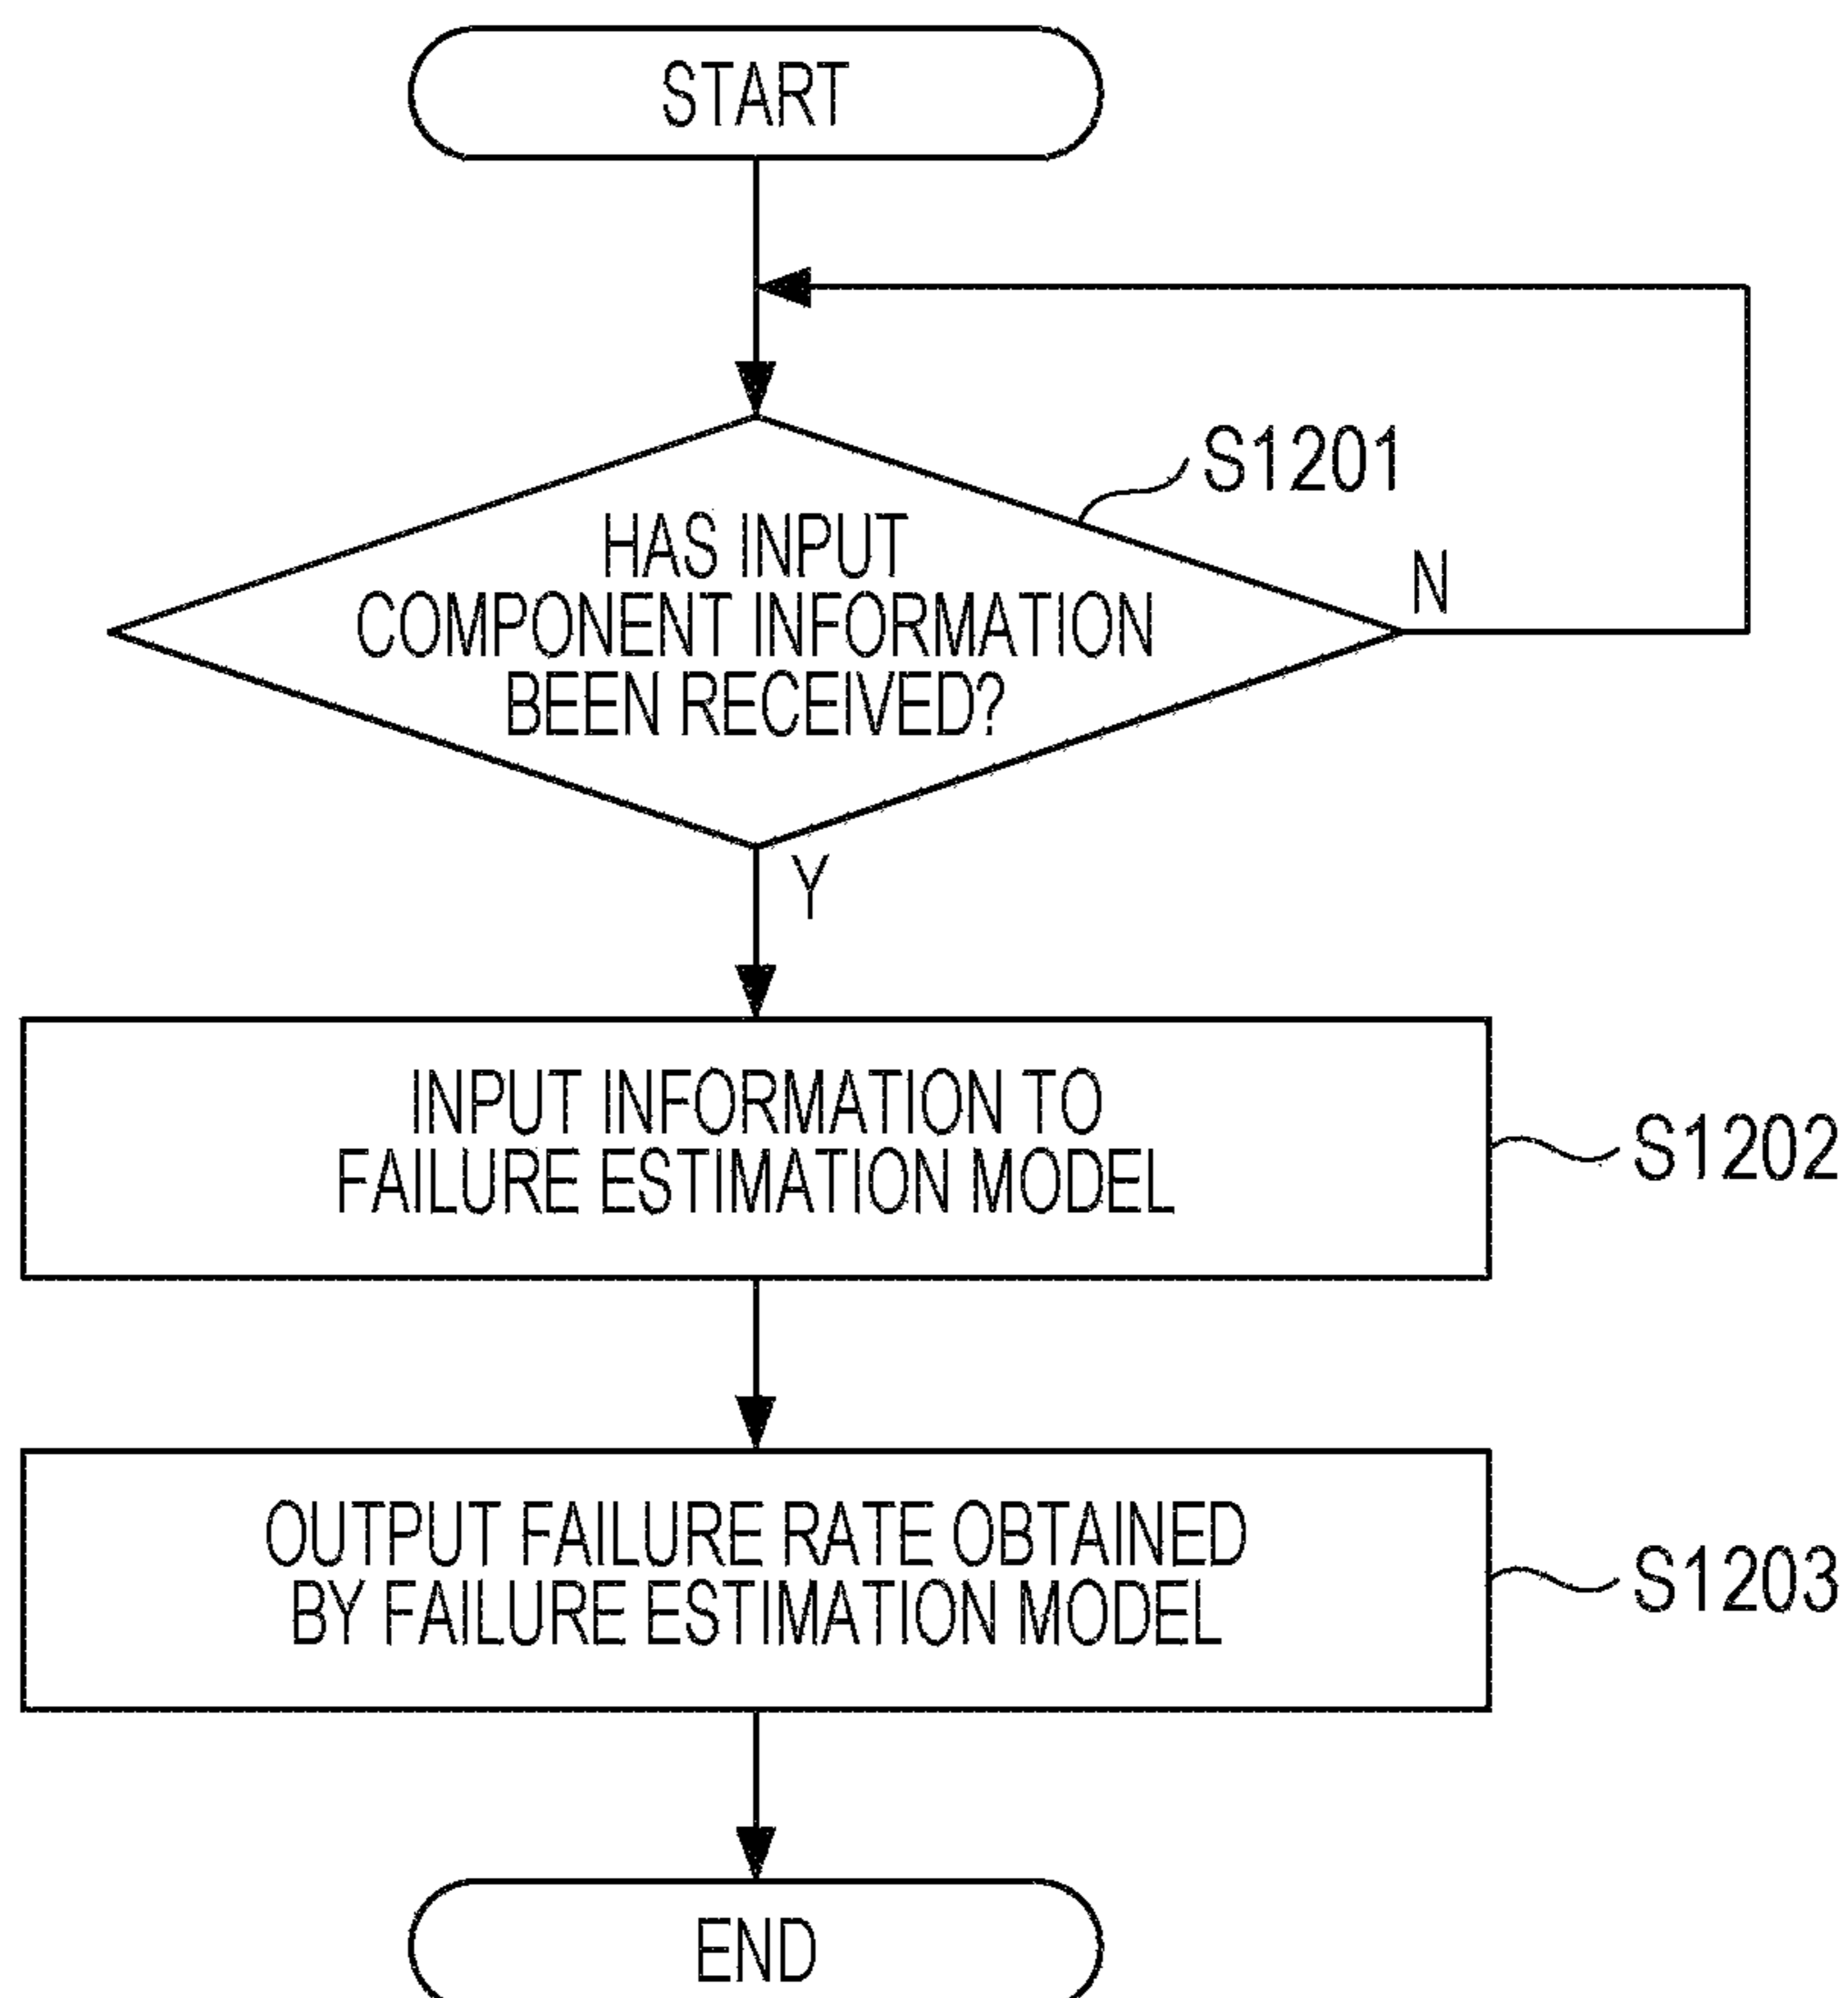 START
S1201
HAS INPUT
COMPONENT INFORMATION
BEEN RECEIVED?
N
Y
INPUT INFORMATION TO
FAILURE ESTIMATION MODEL
S1202
OUTPUT FAILURE RATE OBTAINED
BY FAILURE ESTIMATION MODEL
S1203
END